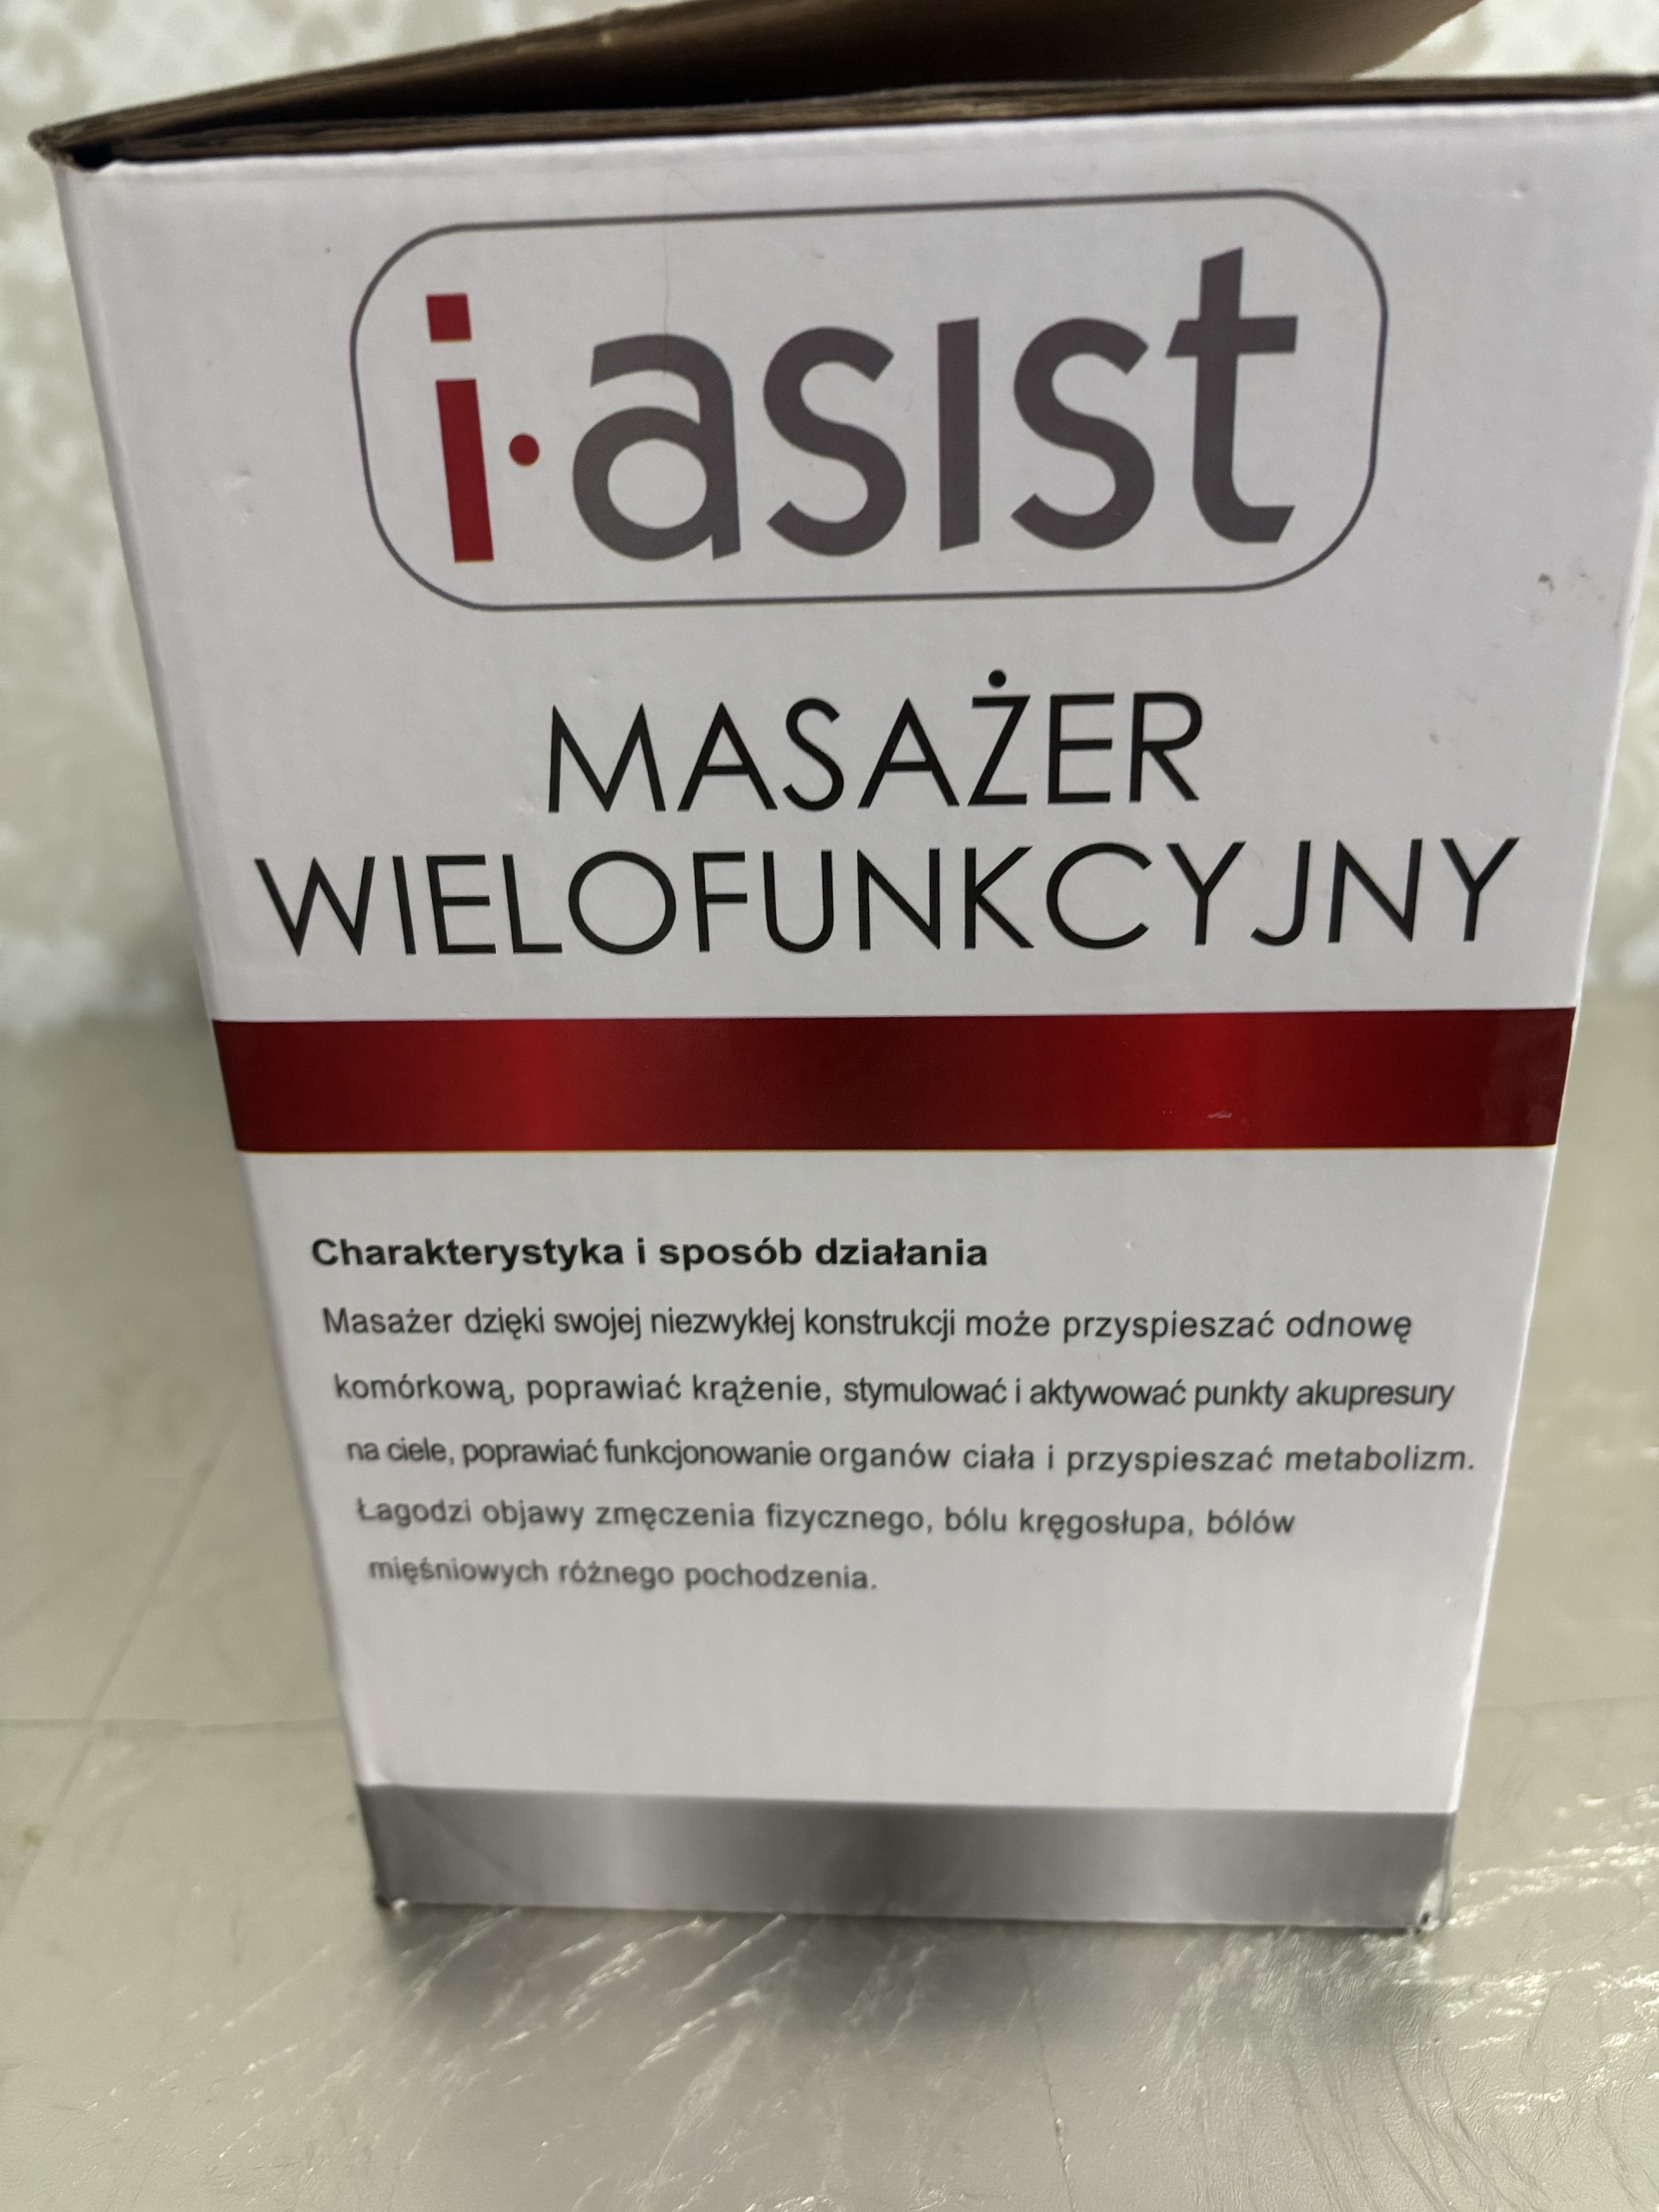 i·asist
MASAŻER
WIELOFUNKCYJNY
Charakterystyka i sposób działania
Masażer dzięki swojej niezwykłej konstrukcji może przyspieszać odnowę
komórkową, poprawiać krążenie, stymulować i aktywować punkty akupresury
na ciele, poprawiać funkcjonowanie organów ciała i przyspieszać metabolizm.
Łagodzi objawy zmęczenia fizycznego, bólu kręgosłupa, bólów
mięśniowych różnego pochodzenia.